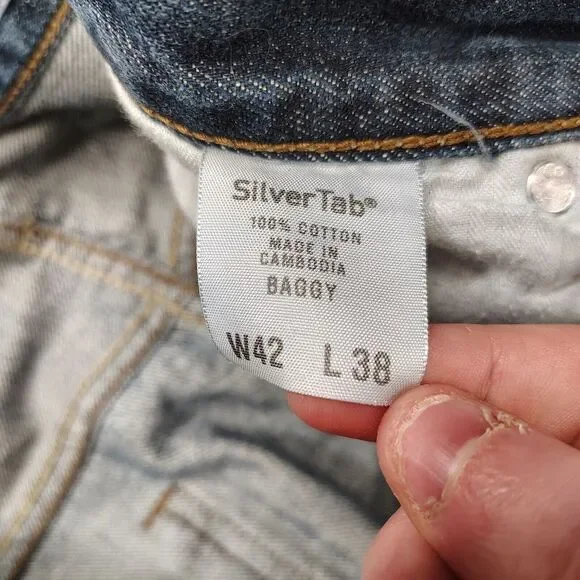 SilverTab®
100% COTTON
MADE IN
CAMBODIA
BAGGY
W42 L 38